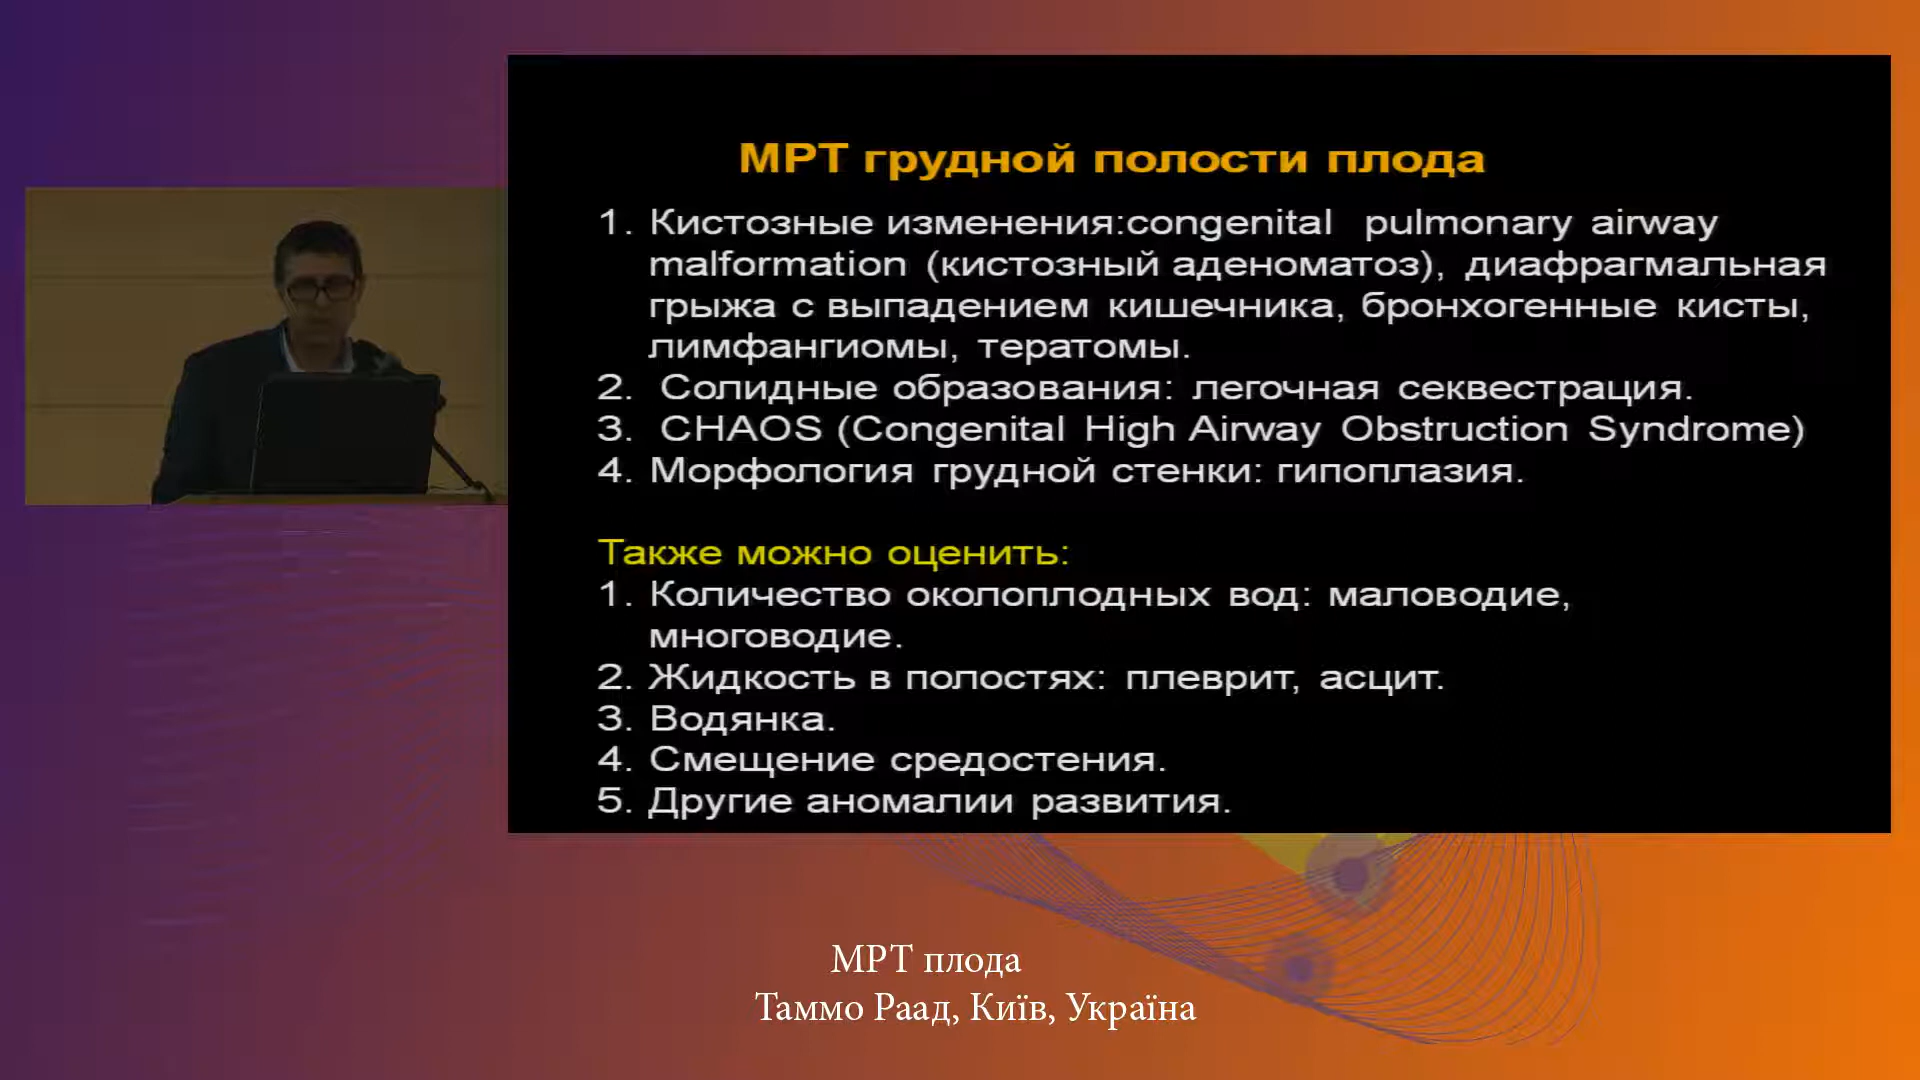 МРТ грудной полости плода
1. Кистозные изменения:congenital pulmonary airway
malformation (кистозный аденоматоз), диафрагмальная
грыжа с выпадением кишечника, бронхогенные кисты,
лимфангиомы, тератомы.
2. Солидные образования: легочная секвестрация.
3. CHAOS (Congenital High Airway Obstruction Syndrome)
4. Морфология грудной стенки: гипоплазия.
Также можно оценить:
1. Количество околоплодных вод: маловодие,
многоводие.
2. Жидкость в полостях: плеврит, асцит.
3. Водянка.
4. Смещение средостения.
5. Другие аномалии развития.
МРТ плода
Таммо Раад, Київ, Україна